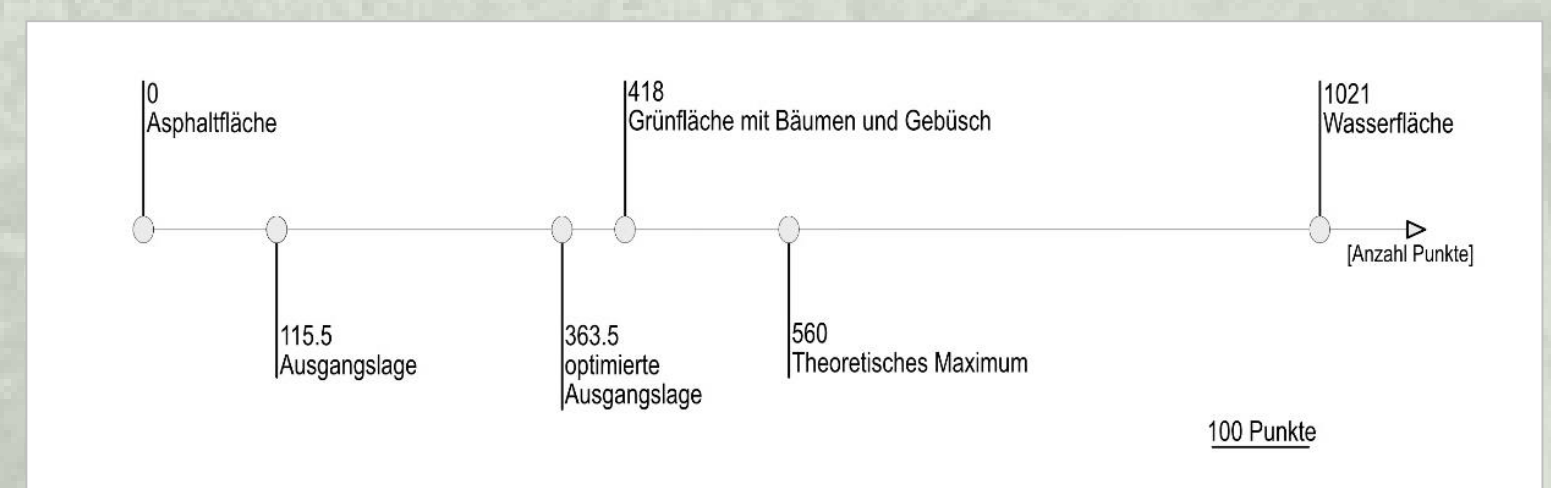 0
Asphaltfläche
418
Grünfläche mit Bäumen und Gebüsch
1021
Wasserfläche
[Anzahl Punkte]
115.5
Ausgangslage
363.5
optimierte
Ausgangslage
560
Theoretisches Maximum
100 Punkte